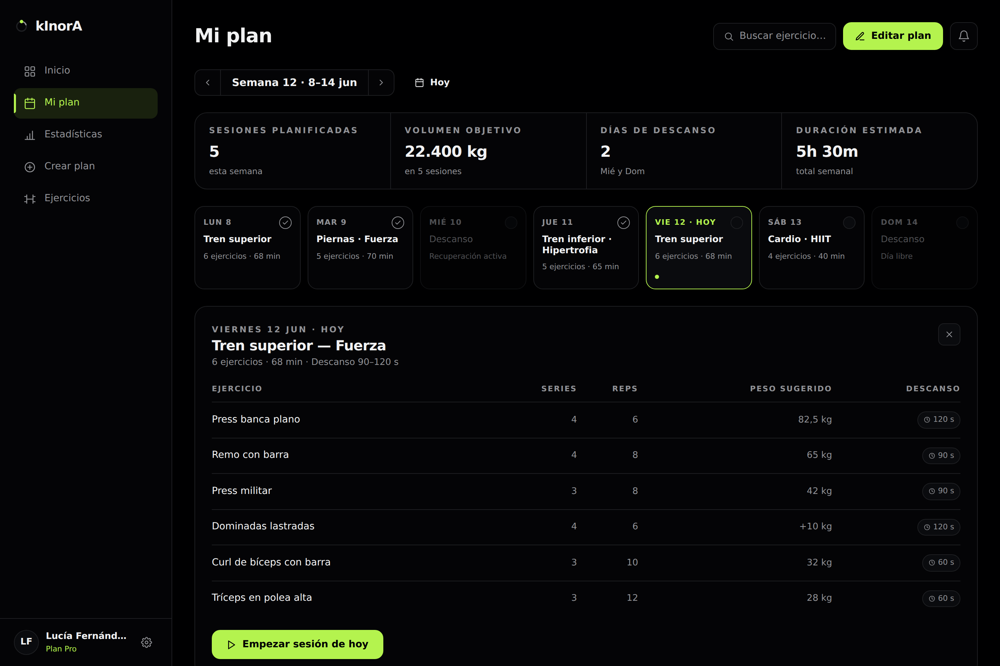 kInorA
Inicio
Mi plan
Estadísticas
Crear plan
Ejercicios
LF
Lucía Fernánd…
Plan Pro
Mi plan
Buscar ejercicio…
Editar plan
Semana 12 · 8–14 jun
Hoy
SESIONES PLANIFICADAS
5
esta semana
VOLUMEN OBJETIVO
22.400 kg
en 5 sesiones
DÍAS DE DESCANSO
2
Mié y Dom
DURACIÓN ESTIMADA
5h 30m
total semanal
LUN 8
Tren superior
6 ejercicios · 68 min
MAR 9
Piernas · Fuerza
5 ejercicios · 70 min
MIÉ 10
Descanso
Recuperación activa
JUE 11
Tren inferior ·
Hipertrofia
5 ejercicios · 65 min
VIE 12 · HOY
Tren superior
6 ejercicios · 68 min
SÁB 13
Cardio · HIIT
4 ejercicios · 40 min
DOM 14
Descanso
Día libre
VIERNES 12 JUN · HOY
Tren superior — Fuerza
6 ejercicios · 68 min · Descanso 90–120 s
EJERCICIO SERIES REPS PESO SUGERIDO DESCANSO
Press banca plano 4 6 82,5 kg 120 s
Remo con barra 4 8 65 kg 90 s
Press militar 3 8 42 kg 90 s
Dominadas lastradas 4 6 +10 kg 120 s
Curl de bíceps con barra 3 10 32 kg 60 s
Tríceps en polea alta 3 12 28 kg 60 s
Empezar sesión de hoy